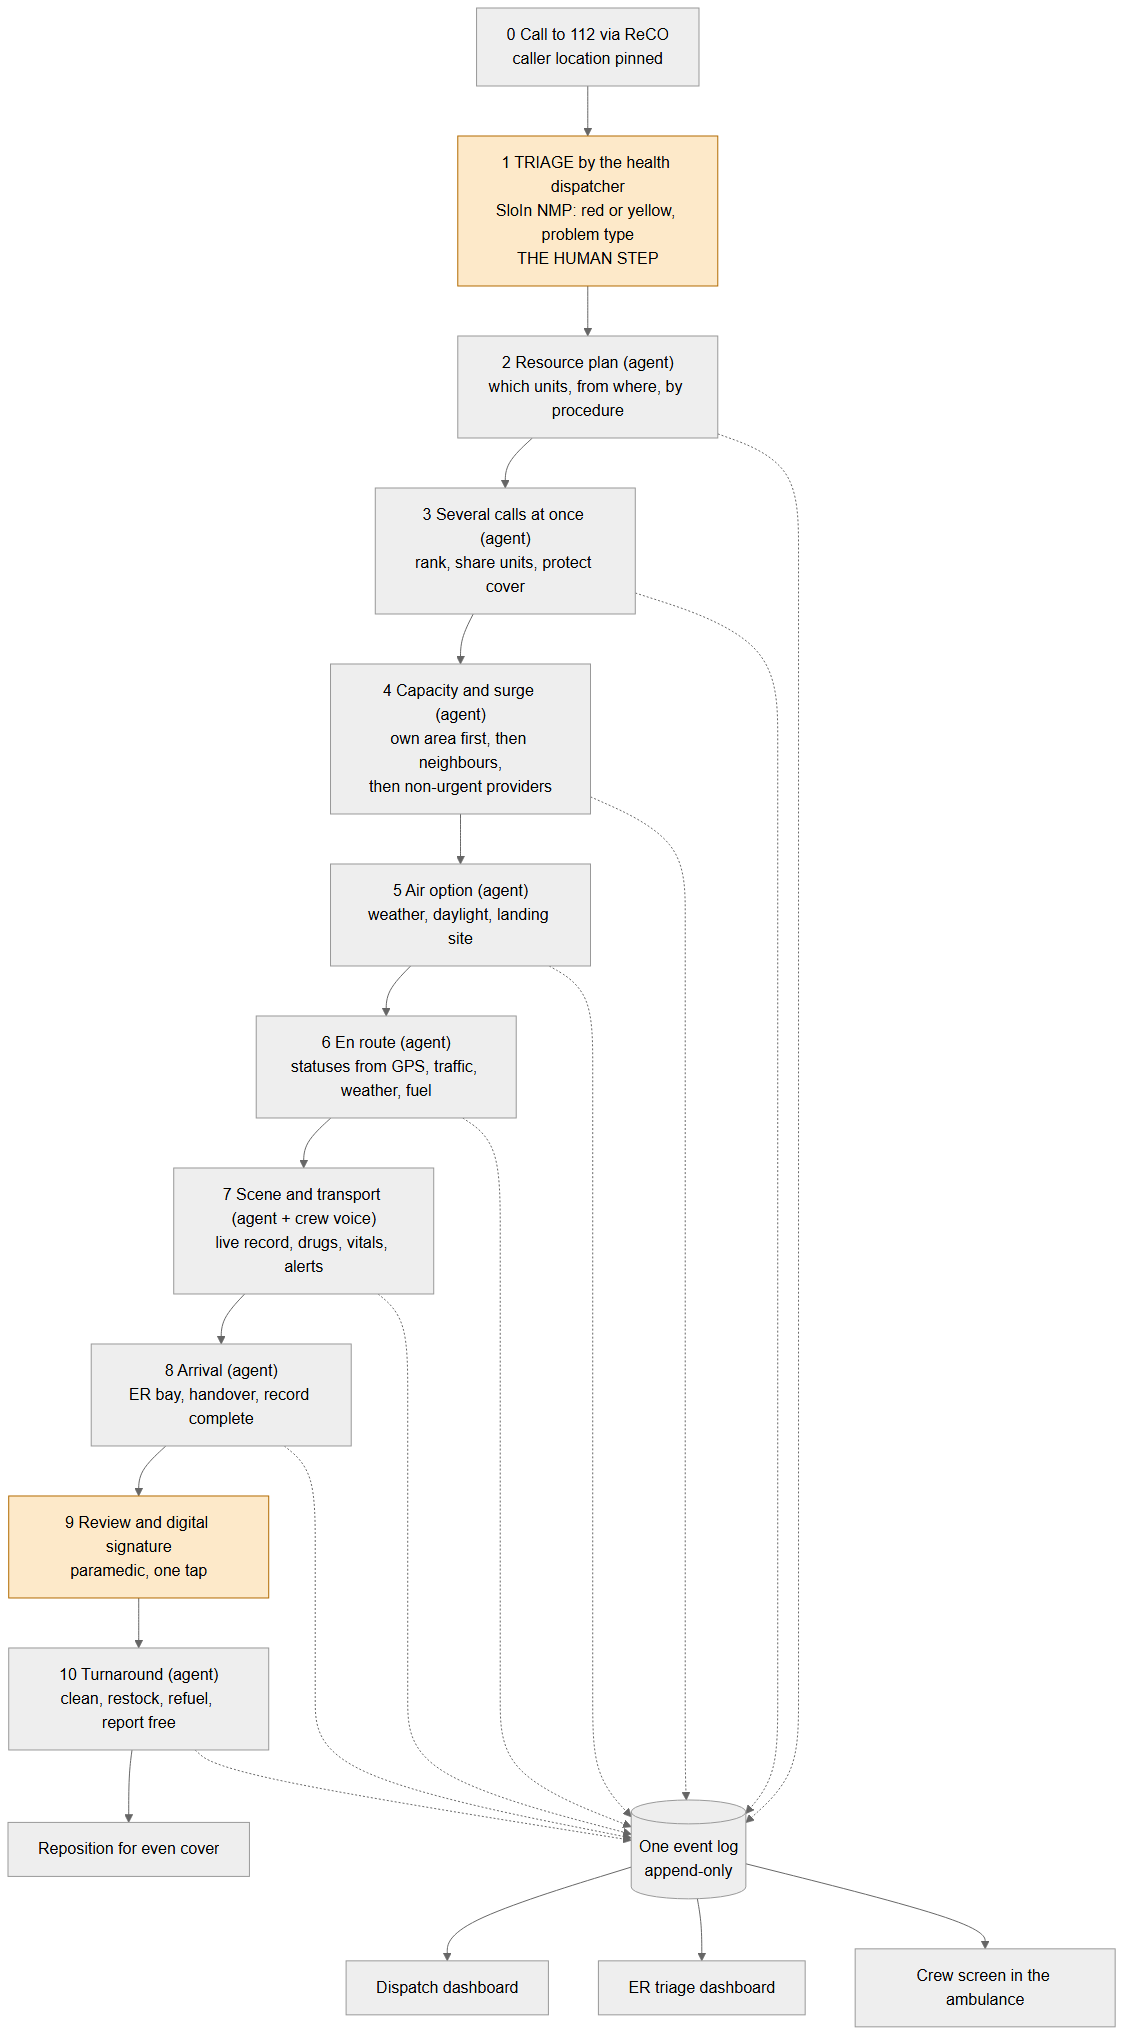 0 Call to 112 via ReCO
caller location pinned
1 TRIAGE by the health
dispatcher
SloIn NMP: red or yellow,
problem type
THE HUMAN STEP
2 Resource plan (agent)
which units, from where, by
procedure
3 Several calls at once
(agent)
rank, share units, protect
cover
4 Capacity and surge
(agent)
own area first, then
neighbours,
then non-urgent providers
5 Air option (agent)
weather, daylight, landing
site
6 En route (agent)
statuses from GPS, traffic,
weather, fuel
7 Scene and transport
(agent + crew voice)
live record, drugs, vitals,
alerts
8 Arrival (agent)
ER bay, handover, record
complete
9 Review and digital
signature
paramedic, one tap
10 Turnaround (agent)
clean, restock, refuel,
report free
Reposition for even cover
One event log
append-only
Dispatch dashboard
ER triage dashboard
Crew screen in the
ambulance